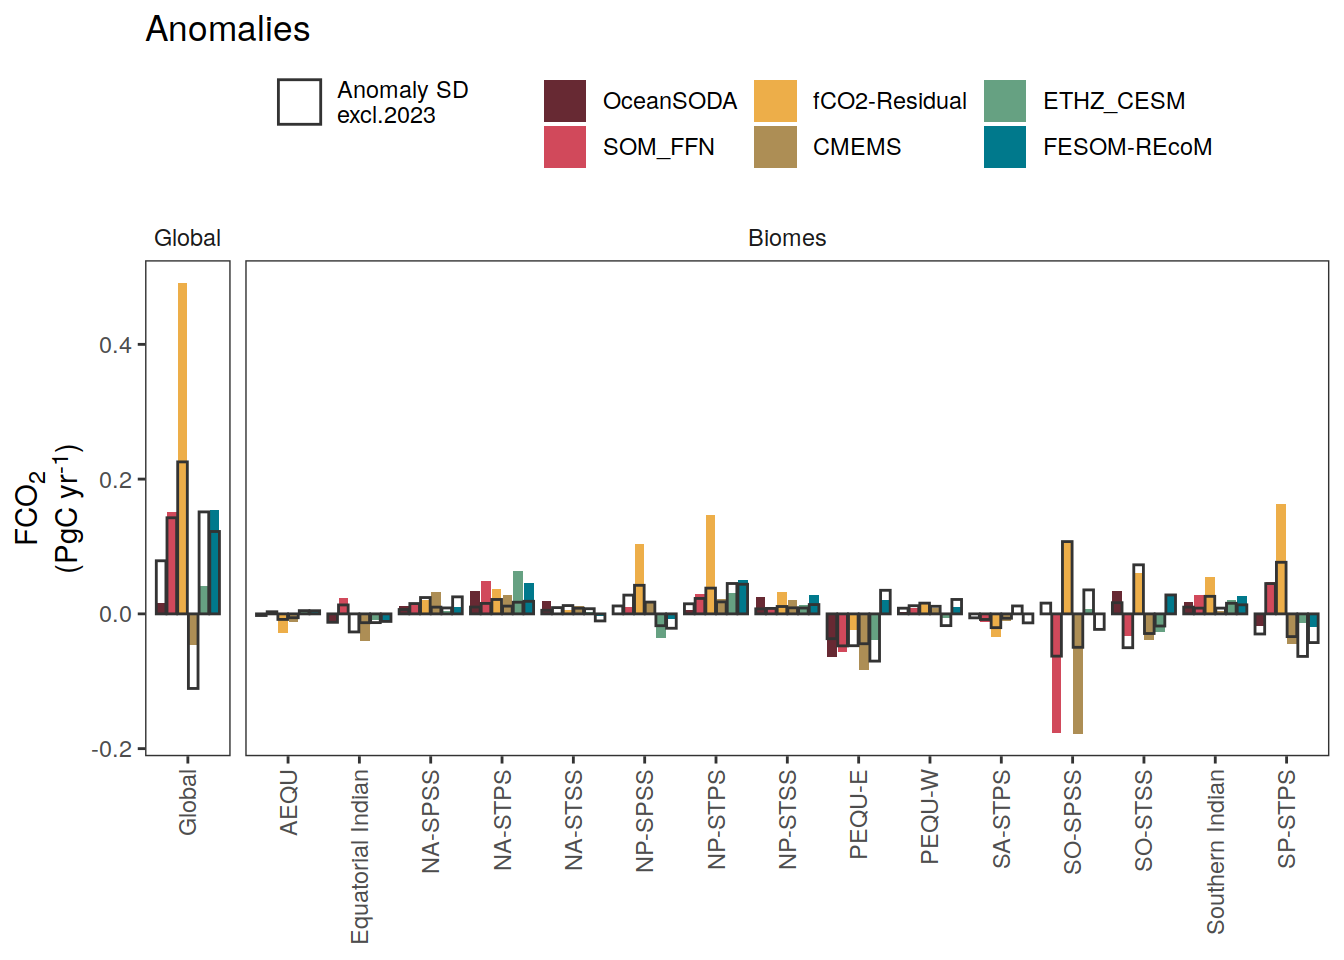 Anomalies
Anomaly SD
excl.2023
OceanSODA
fCO2-Residual
ETHZ_CESM
SOM_FFN
CMEMS
FESOM-REcoM
Global
Biomes
FCO₂
(PgC yr⁻¹)
0.4
0.2
0.0
-0.2
Global
AEQU
Equatorial Indian
NA-SPSS
NA-STPS
NA-STSS
NP-SPSS
NP-STPS
NP-STSS
PEQU-E
PEQU-W
SA-STPS
SO-SPSS
SO-STSS
Southern Indian
SP-STPS